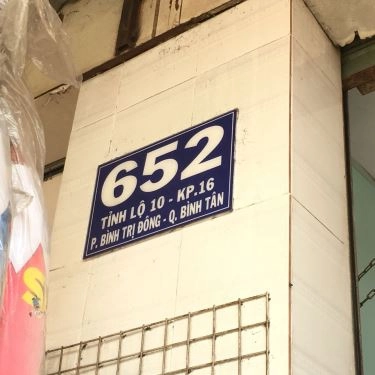 652
TỈNH LỘ 10 - KP.16
P. BÌNH TRỊ ĐÔNG - Q. BÌNH TÂN